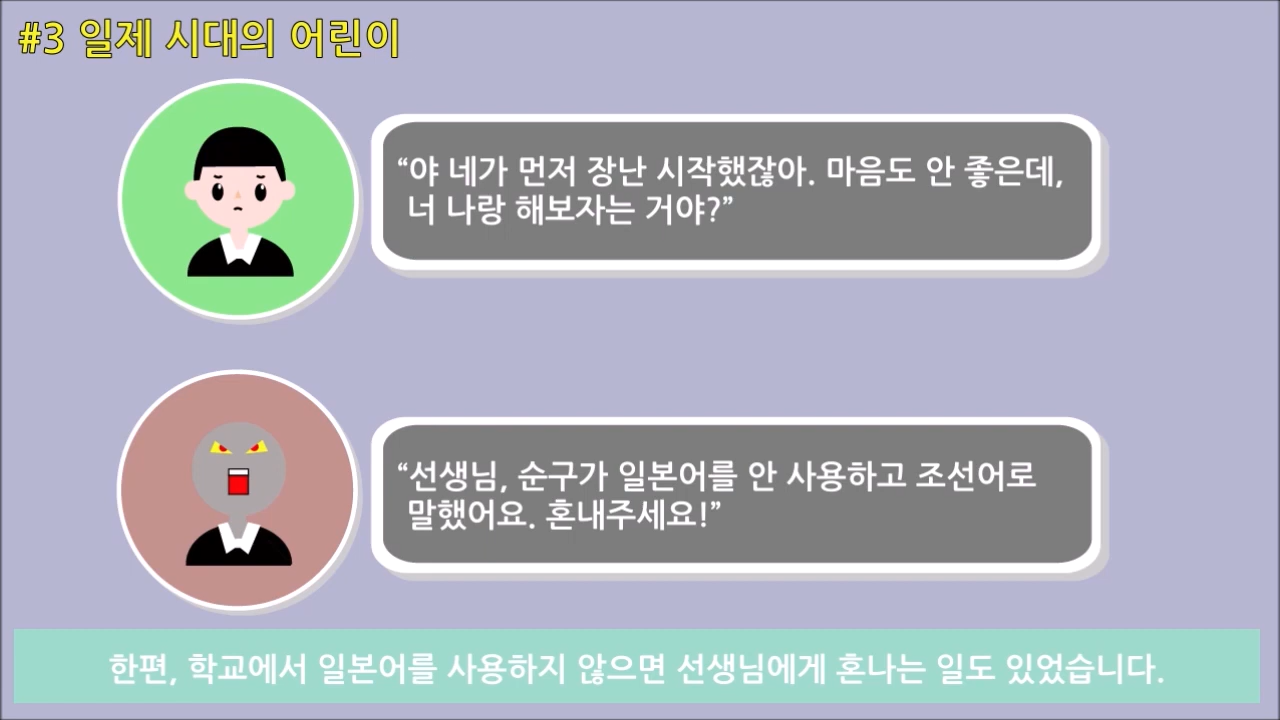 #3 일제 시대의 어린이
“야 네가 먼저 장난 시작했잖아. 마음도 안 좋은데,
너 나랑 해보자는 거야?”
“선생님, 순구가 일본어를 안 사용하고 조선어로
말했어요. 혼내주세요!”
한편, 학교에서 일본어를 사용하지 않으면 선생님에게 혼나는 일도 있었습니다.